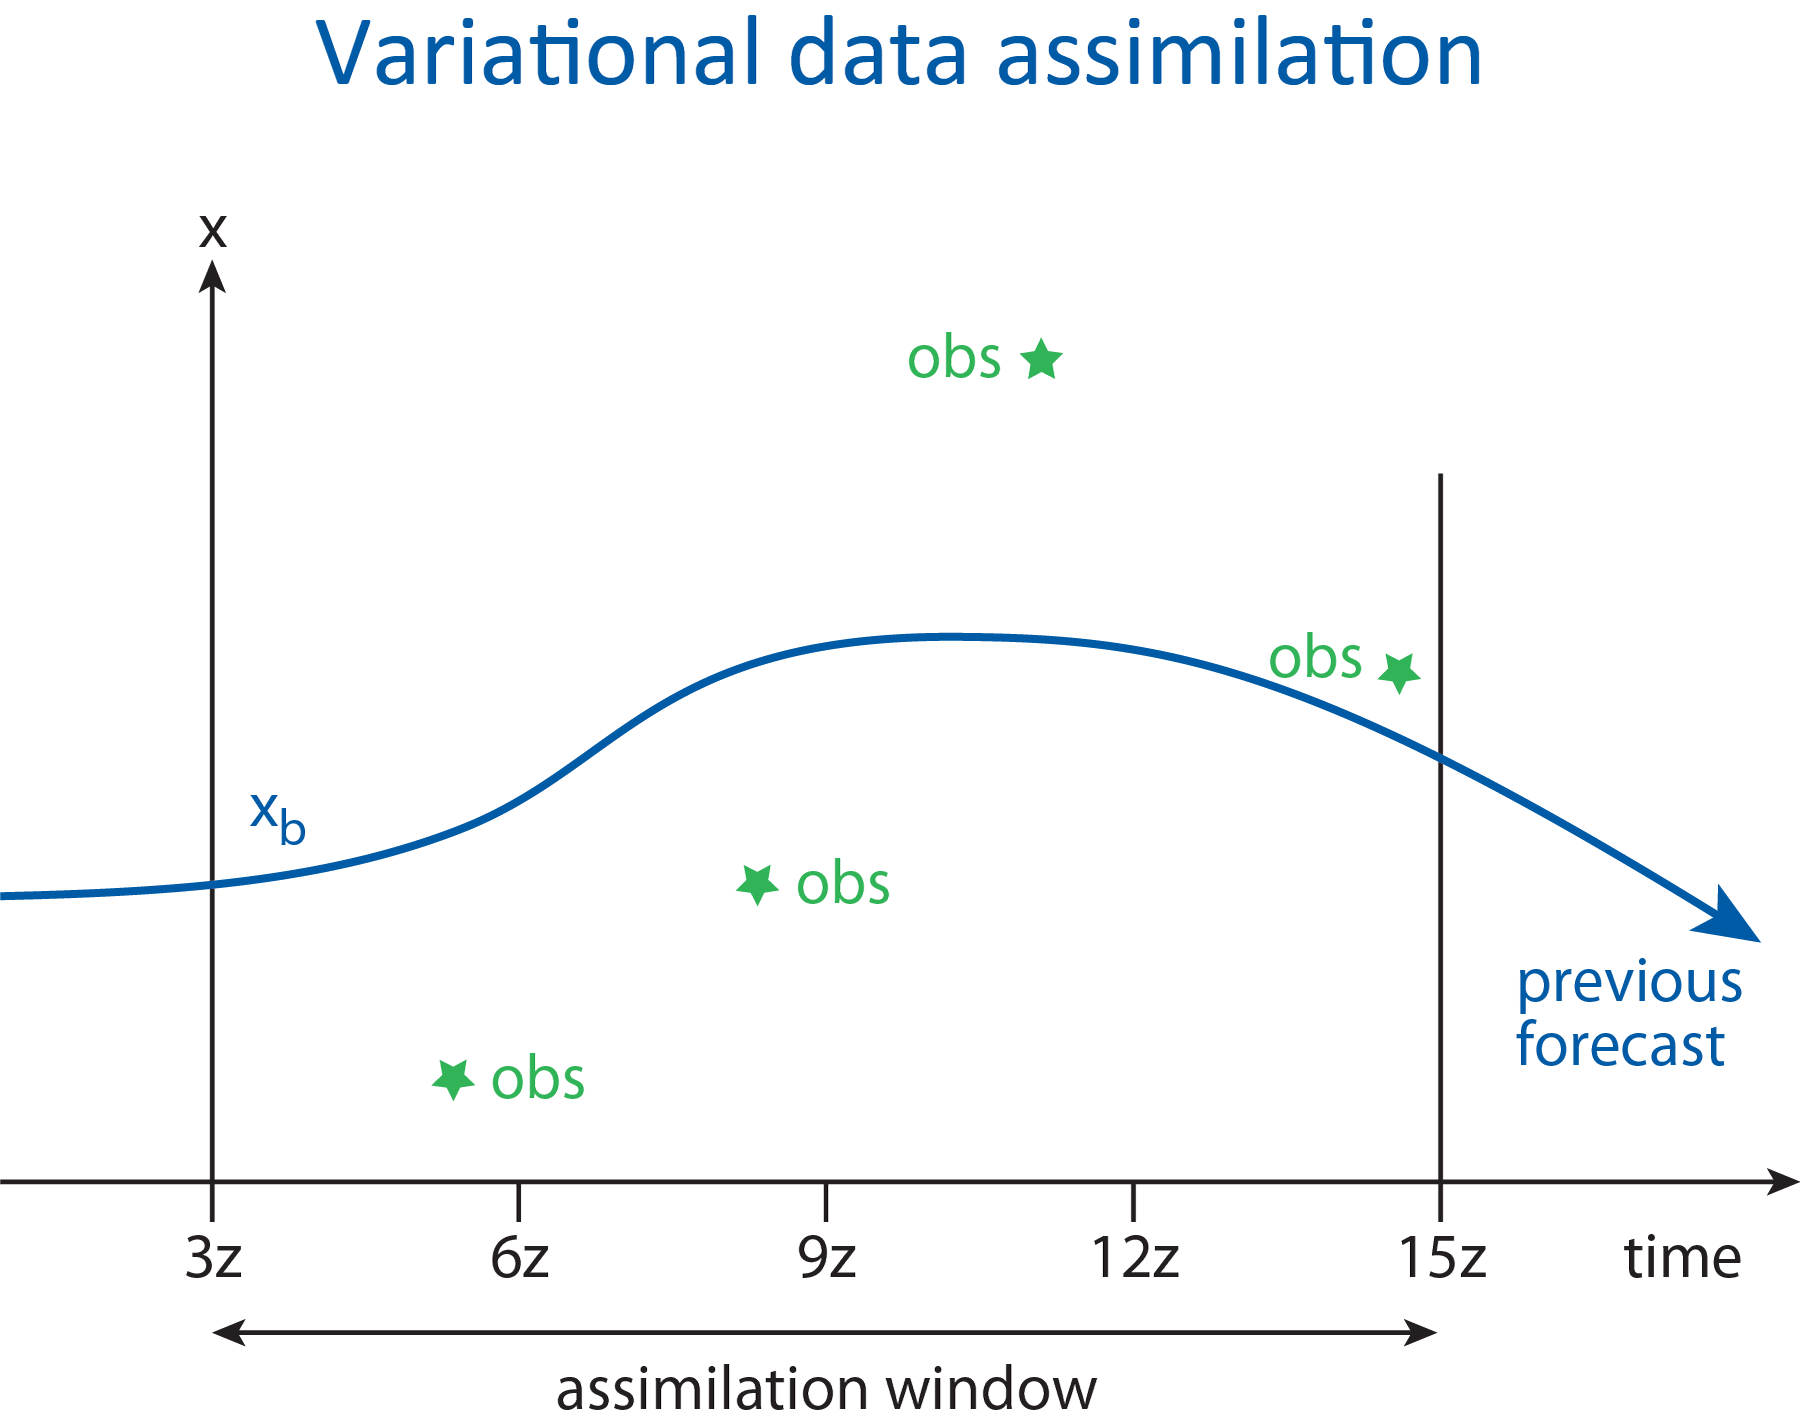 Variational data assimilation
x
obs
obs
x_b
obs
previous
forecast
obs
3z 6z 9z 12z 15z time
assimilation window